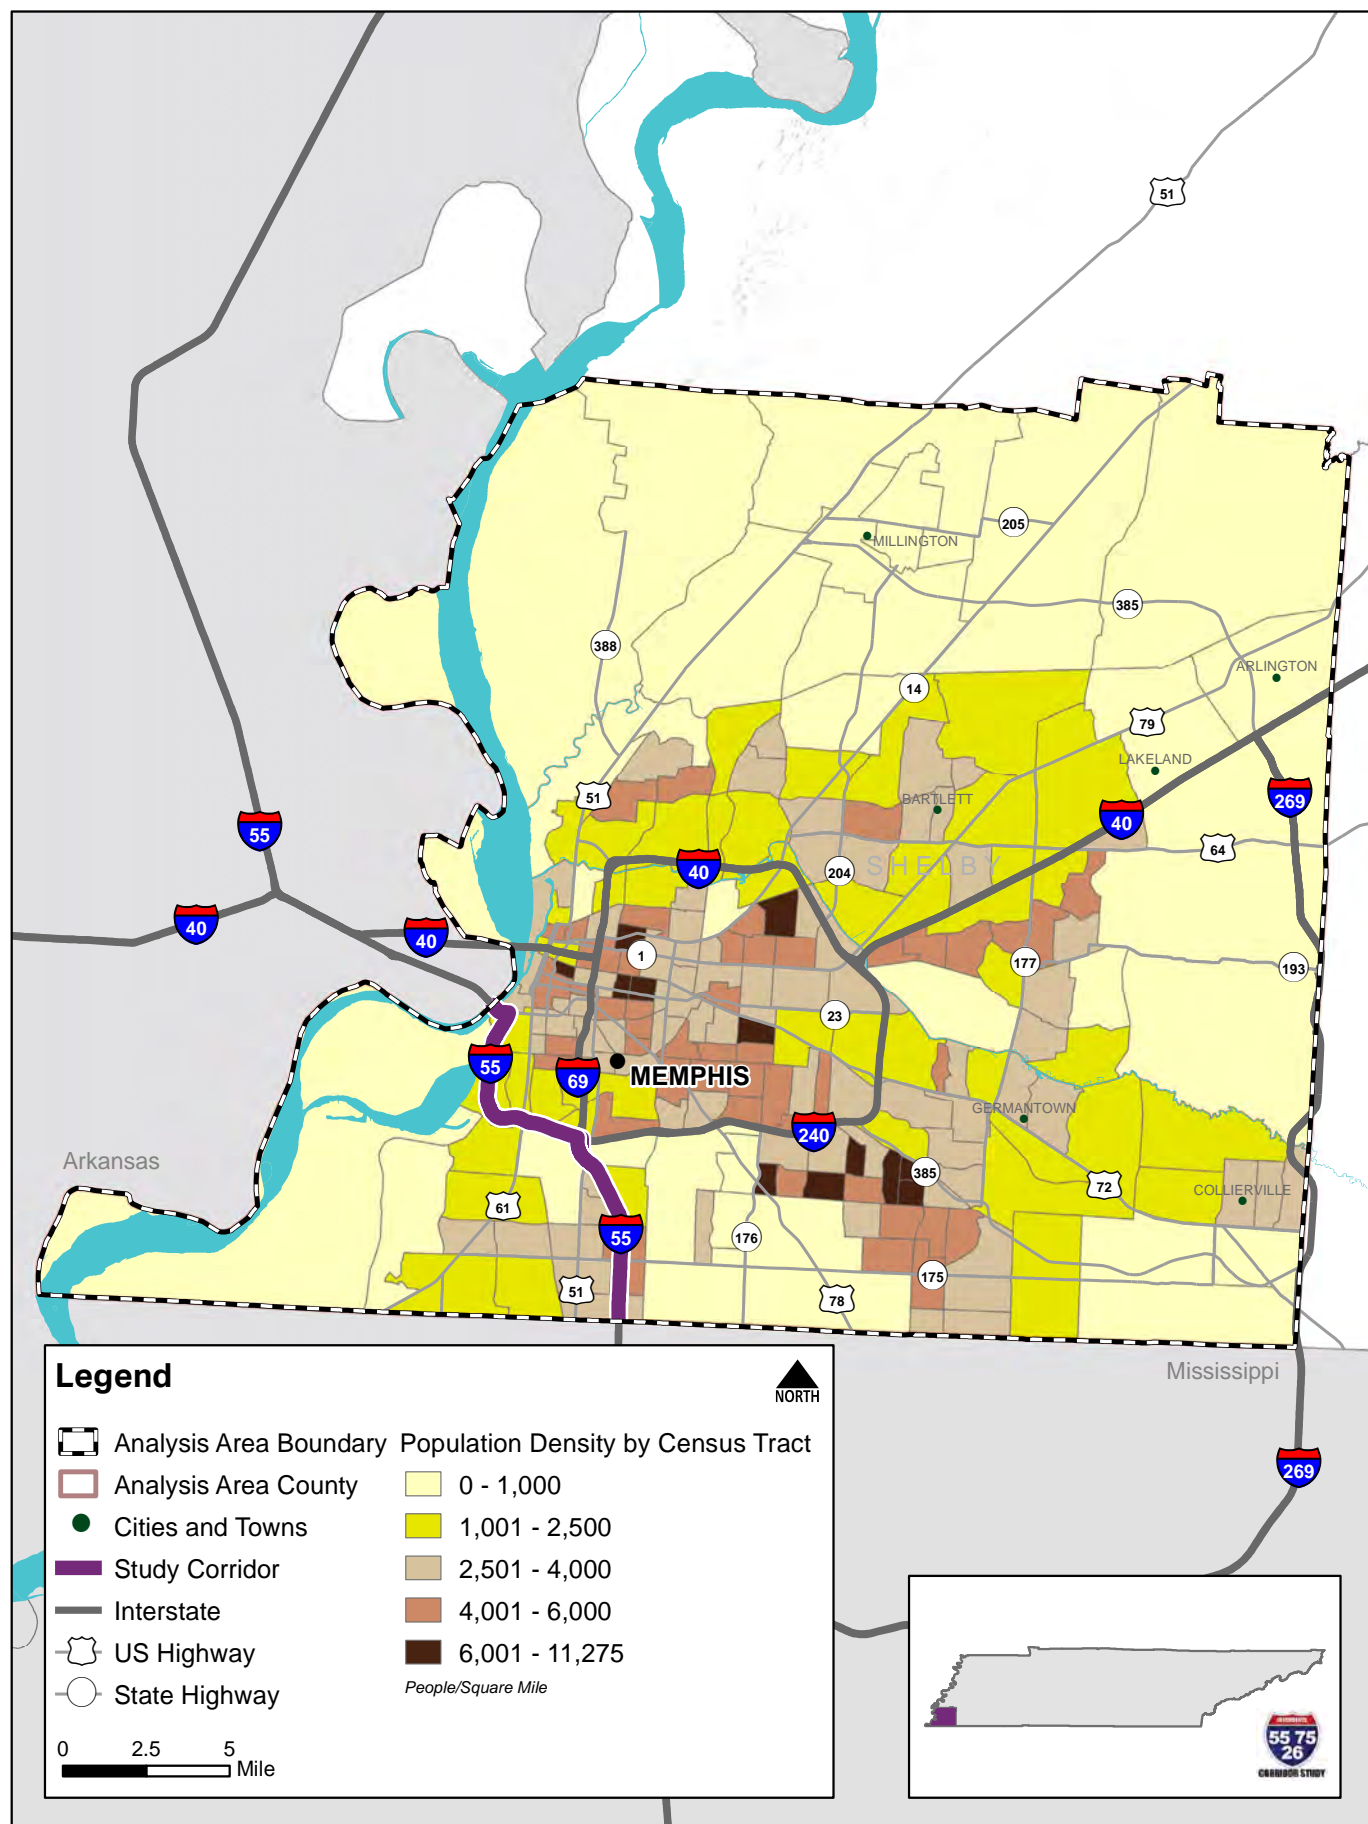 51
205
MILLINGTON
385
388
ARLINGTON
14
79
LAKELAND
51
BARTLETT
269
55
40
64
SHELBY
40
204
40
40
1
177
193
23
55
69
MEMPHIS
GERMANTOWN
240
Arkansas
385
72
COLLIERVILLE
61
55
176
175
51
78
Mississippi
269
Legend
NORTH
Analysis Area Boundary
Analysis Area County
Cities and Towns
Study Corridor
Interstate
US Highway
State Highway
Population Density by Census Tract
0 - 1,000
1,001 - 2,500
2,501 - 4,000
4,001 - 6,000
6,001 - 11,275
People/Square Mile
0 2.5 5
Mile
55 75
26
CORRIDOR STUDY